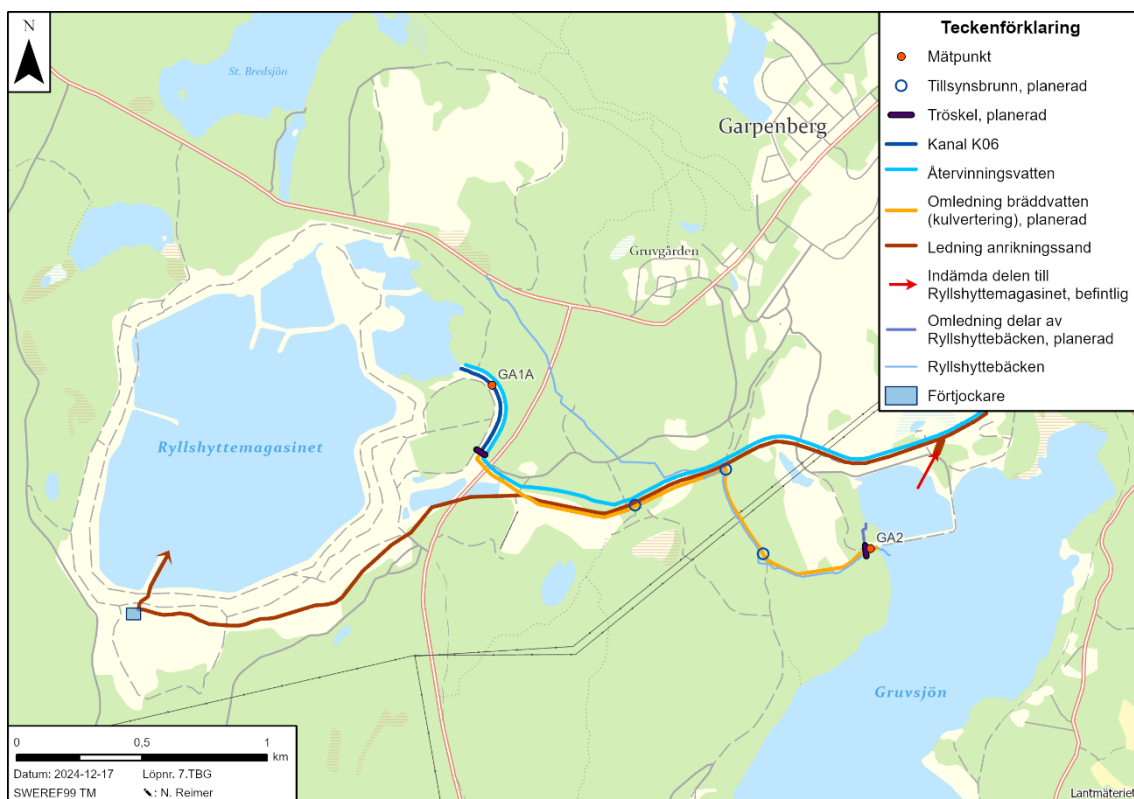 N
St. Bredsjön
Garpenberg
Gruvgården
GA1A
Ryllshyttemagasinet
GA2
Gruvsjön
Teckenförklaring
Mätpunkt
Tillsynsbrunn, planerad
Tröskel, planerad
Kanal K06
Återvinningsvatten
Omledning bräddvatten
(kulvertering), planerad
Ledning anrikningssand
Indämda delen till
Ryllshyttemagasinet, befintlig
Omledning delar av
Ryllshyttebäcken, planerad
Ryllshyttebäcken
Förtjockare
0 0,5 1
km
Datum: 2024-12-17 Löpnr. 7.TBG
SWEREF99 TM : N. Reimer
Lantmäteriet